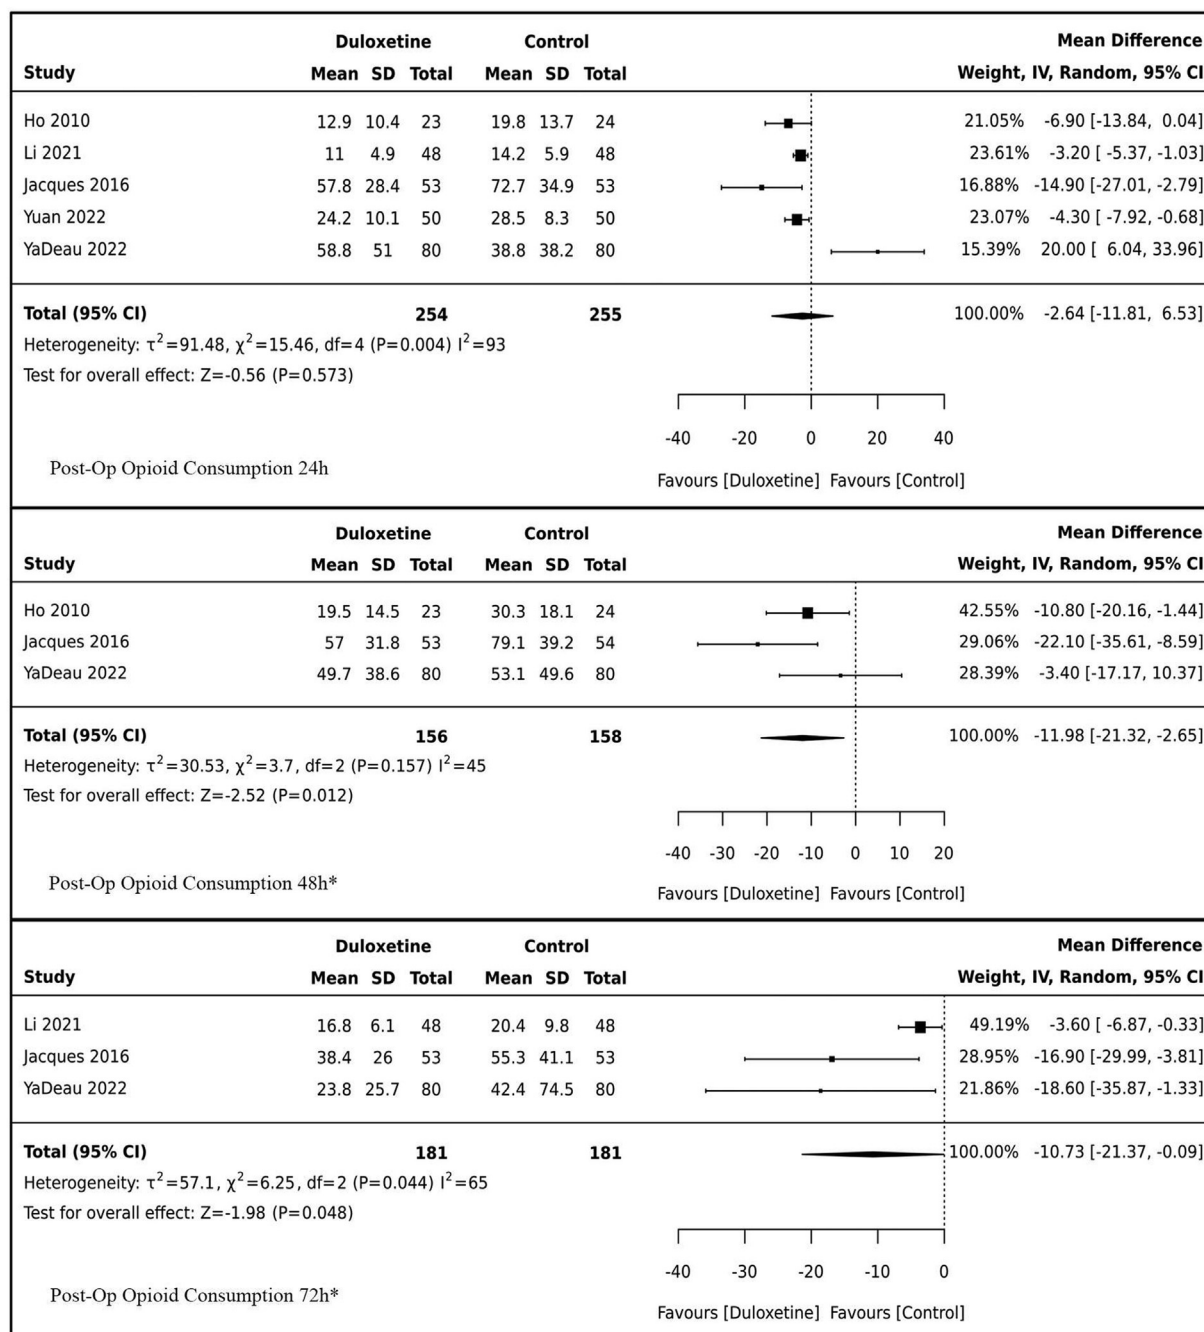 Duloxetine Control Mean Difference
Study Mean SD Total Mean SD Total Weight, IV, Random, 95% CI
Ho 2010 12.9 10.4 23 19.8 13.7 24 21.05% -6.90 [-13.84, 0.04]
Li 2021 11 4.9 48 14.2 5.9 48 23.61% -3.20 [ -5.37, -1.03]
Jacques 2016 57.8 28.4 53 72.7 34.9 53 16.88% -14.90 [-27.01, -2.79]
Yuan 2022 24.2 10.1 50 28.5 8.3 50 23.07% -4.30 [ -7.92, -0.68]
YaDeau 2022 58.8 51 80 38.8 38.2 80 15.39% 20.00 [ 6.04, 33.96]
Total (95% CI) 254 255 100.00% -2.64 [-11.81, 6.53]
Heterogeneity: τ²=91.48, χ²=15.46, df=4 (P=0.004) I²=93
Test for overall effect: Z=-0.56 (P=0.573)
-40 -20 0 20 40
Post-Op Opioid Consumption 24h
Favours [Duloxetine] Favours [Control]
Duloxetine Control Mean Difference
Study Mean SD Total Mean SD Total Weight, IV, Random, 95% CI
Ho 2010 19.5 14.5 23 30.3 18.1 24 42.55% -10.80 [-20.16, -1.44]
Jacques 2016 57 31.8 53 79.1 39.2 54 29.06% -22.10 [-35.61, -8.59]
YaDeau 2022 49.7 38.6 80 53.1 49.6 80 28.39% -3.40 [-17.17, 10.37]
Total (95% CI) 156 158 100.00% -11.98 [-21.32, -2.65]
Heterogeneity: τ²=30.53, χ²=3.7, df=2 (P=0.157) I²=45
Test for overall effect: Z=-2.52 (P=0.012)
-40 -30 -20 -10 0 10 20
Post-Op Opioid Consumption 48h*
Favours [Duloxetine] Favours [Control]
Duloxetine Control Mean Difference
Study Mean SD Total Mean SD Total Weight, IV, Random, 95% CI
Li 2021 16.8 6.1 48 20.4 9.8 48 49.19% -3.60 [ -6.87, -0.33]
Jacques 2016 38.4 26 53 55.3 41.1 53 28.95% -16.90 [-29.99, -3.81]
YaDeau 2022 23.8 25.7 80 42.4 74.5 80 21.86% -18.60 [-35.87, -1.33]
Total (95% CI) 181 181 100.00% -10.73 [-21.37, -0.09]
Heterogeneity: τ²=57.1, χ²=6.25, df=2 (P=0.044) I²=65
Test for overall effect: Z=-1.98 (P=0.048)
-40 -30 -20 -10 0
Post-Op Opioid Consumption 72h*
Favours [Duloxetine] Favours [Control]